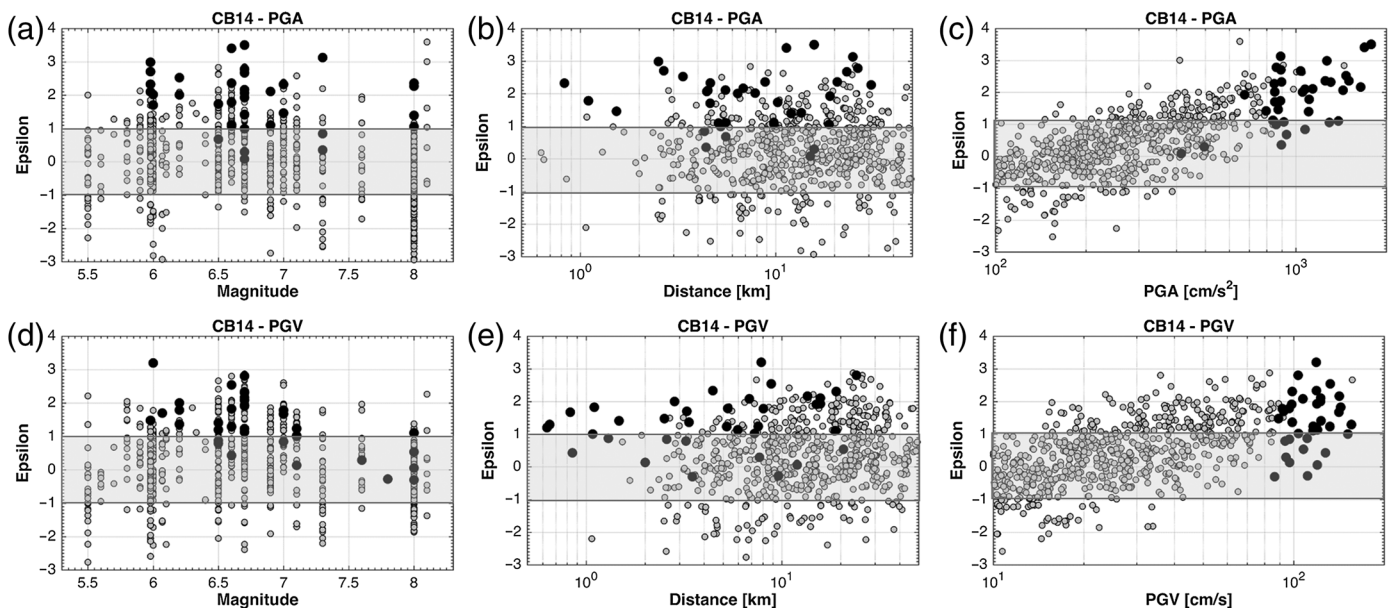 (a)
CB14 - PGA
Epsilon
4
3
2
1
0
−1
−2
−3
5.5
6
6.5
7
7.5
8
Magnitude
(b)
CB14 - PGA
Epsilon
4
3
2
1
0
−1
−2
−3
10^0
10^1
Distance [km]
(c)
CB14 - PGA
Epsilon
4
3
2
1
0
−1
−2
−3
10^2
10^3
PGA [cm/s^2]
(d)
CB14 - PGV
Epsilon
4
3
2
1
0
−1
−2
−3
5.5
6
6.5
7
7.5
8
Magnitude
(e)
CB14 - PGV
Epsilon
4
3
2
1
0
−1
−2
−3
10^0
10^1
Distance [km]
(f)
CB14 - PGV
Epsilon
4
3
2
1
0
−1
−2
−3
10^1
10^2
PGV [cm/s]